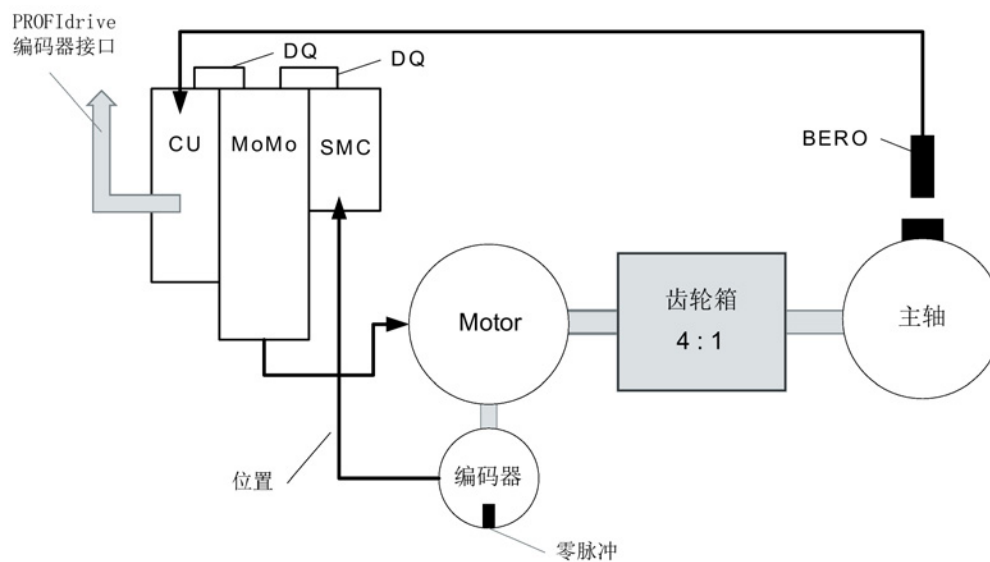 PROFIdrive
编码器接口
DQ
DQ
CU
MoMo
SMC
BERO
Motor
齿轮箱
4 : 1
主轴
位置
编码器
零脉冲